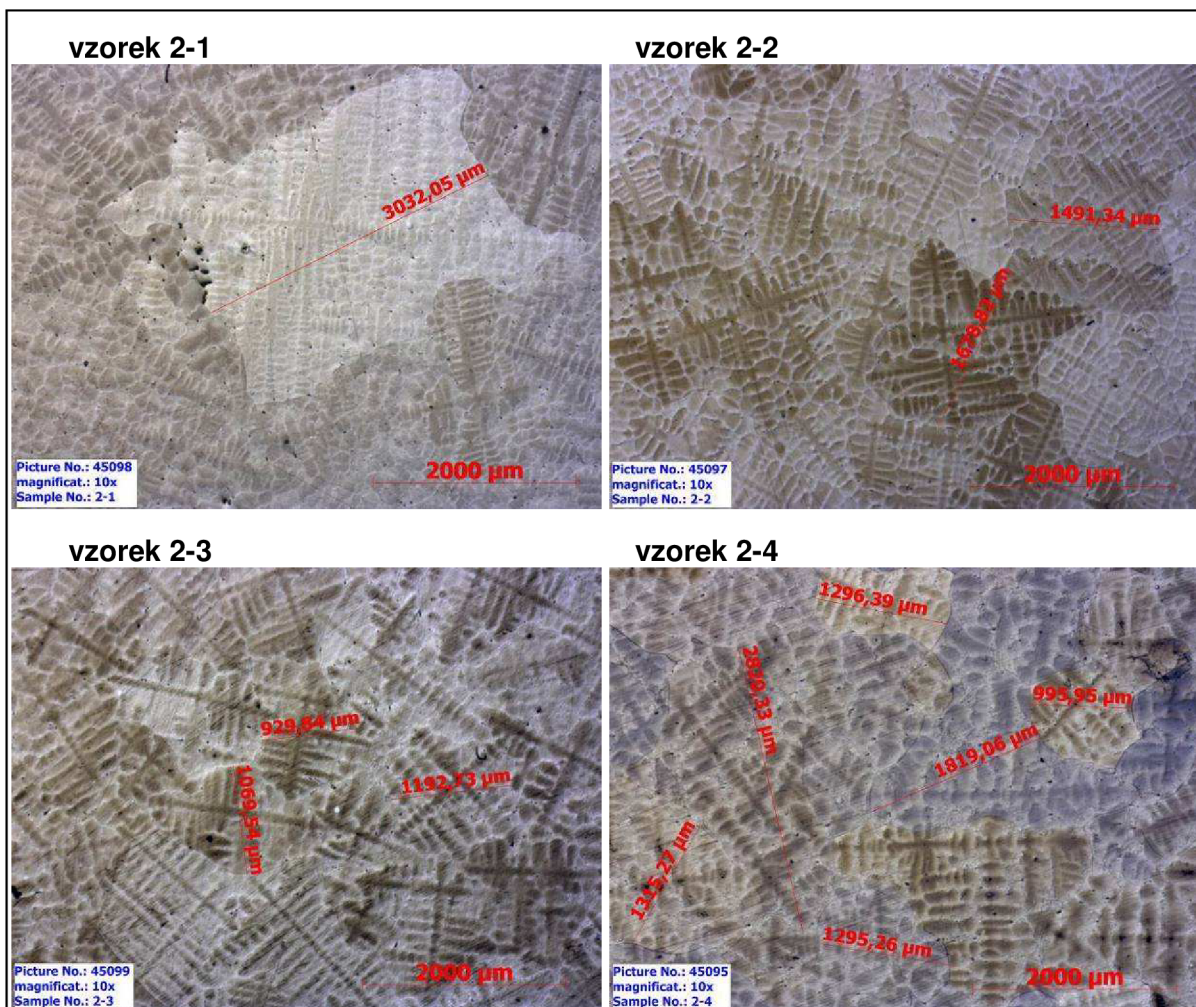 vzorek 2-1
3032,05 µm
2000 µm
Picture No.: 45098
magnificat.: 10x
Sample No.: 2-1
vzorek 2-2
1491,34 µm
1678,83 µm
2000 µm
Picture No.: 45097
magnificat.: 10x
Sample No.: 2-2
vzorek 2-3
929,84 µm
1192,73 µm
1069,54 µm
2000 µm
Picture No.: 45099
magnificat.: 10x
Sample No.: 2-3
vzorek 2-4
1296,39 µm
2829,33 µm
995,95 µm
1819,06 µm
1315,27 µm
1295,26 µm
2000 µm
Picture No.: 45095
magnificat.: 10x
Sample No.: 2-4